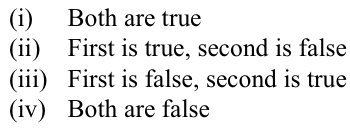 (i) Both are true
(ii) First is true, second is false
(iii) First is false, second is true
(iv) Both are false